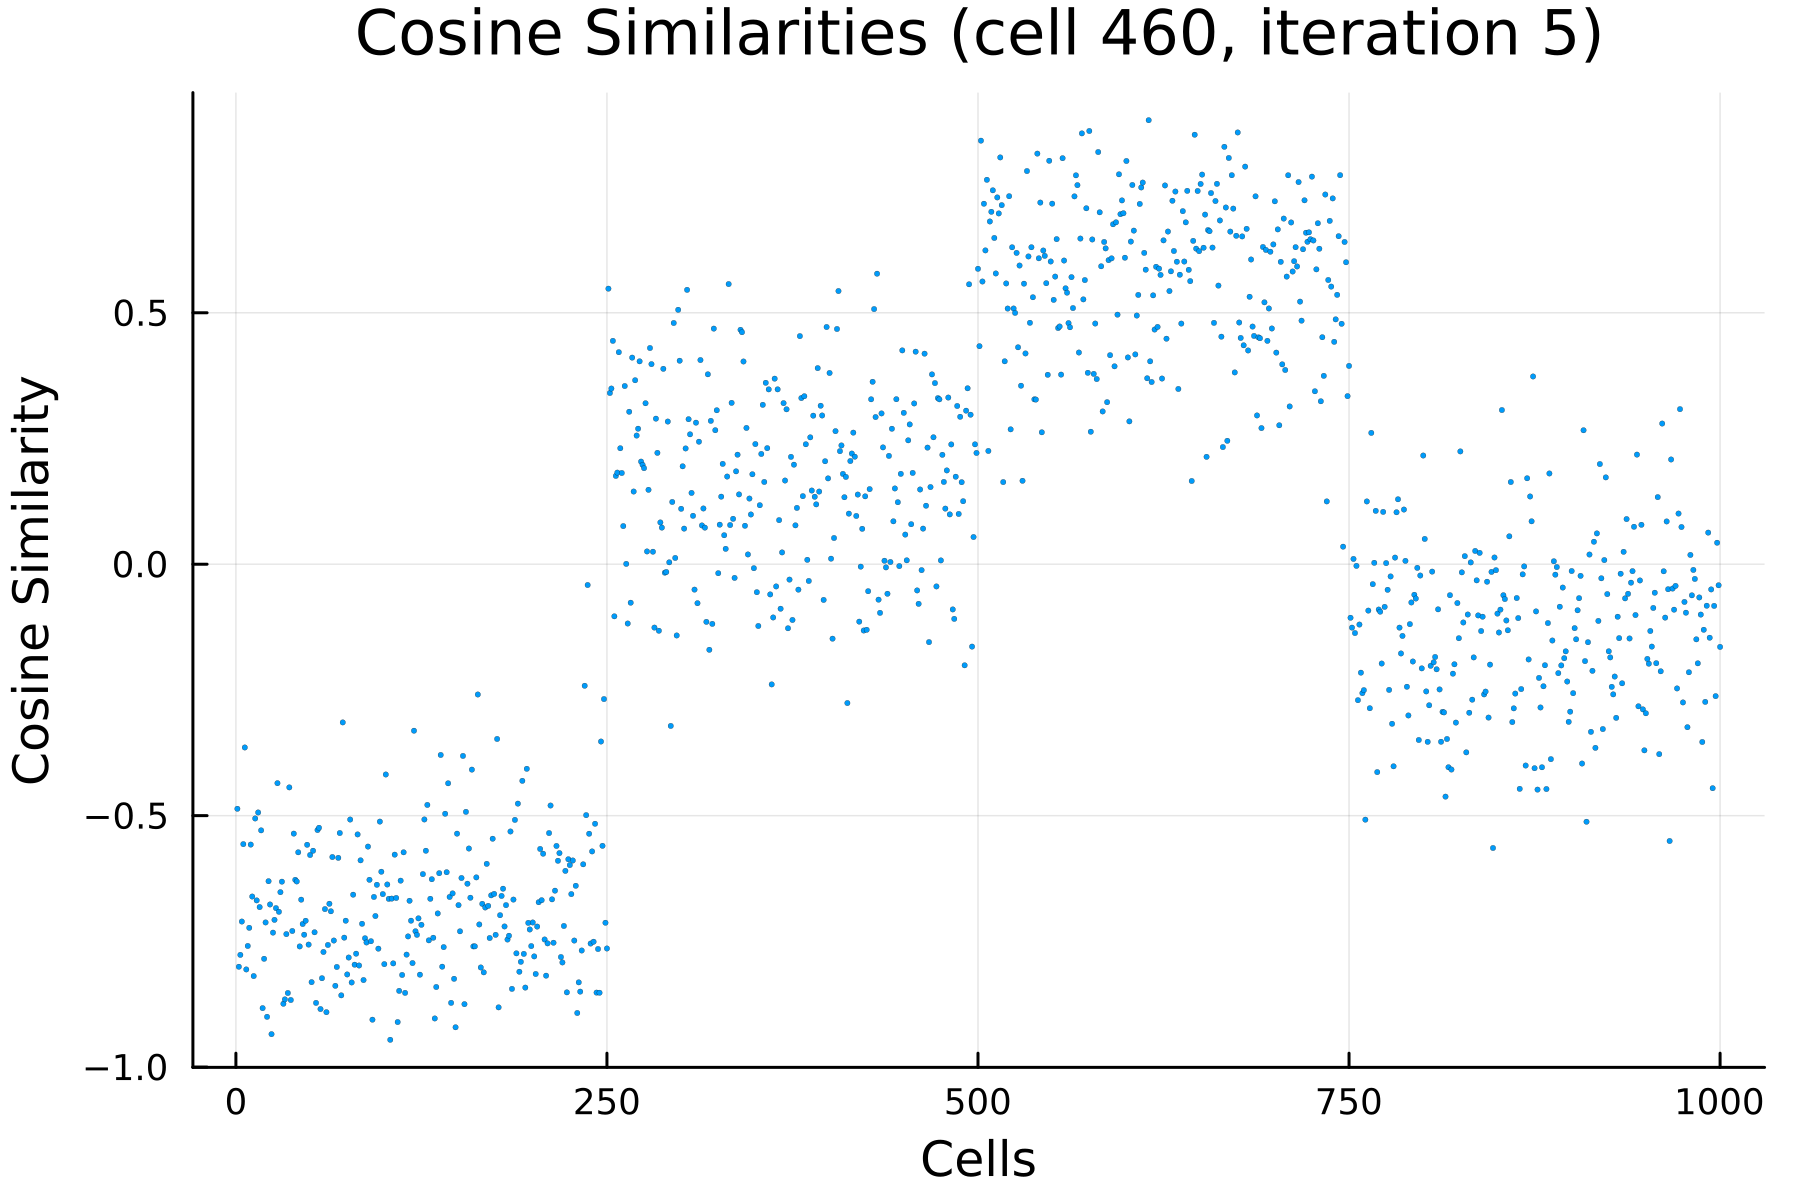 Cosine Similarities (cell 460, iteration 5)
Cosine Similarity
0.5
0.0
−0.5
−1.0
0 250 500 750 1000
Cells